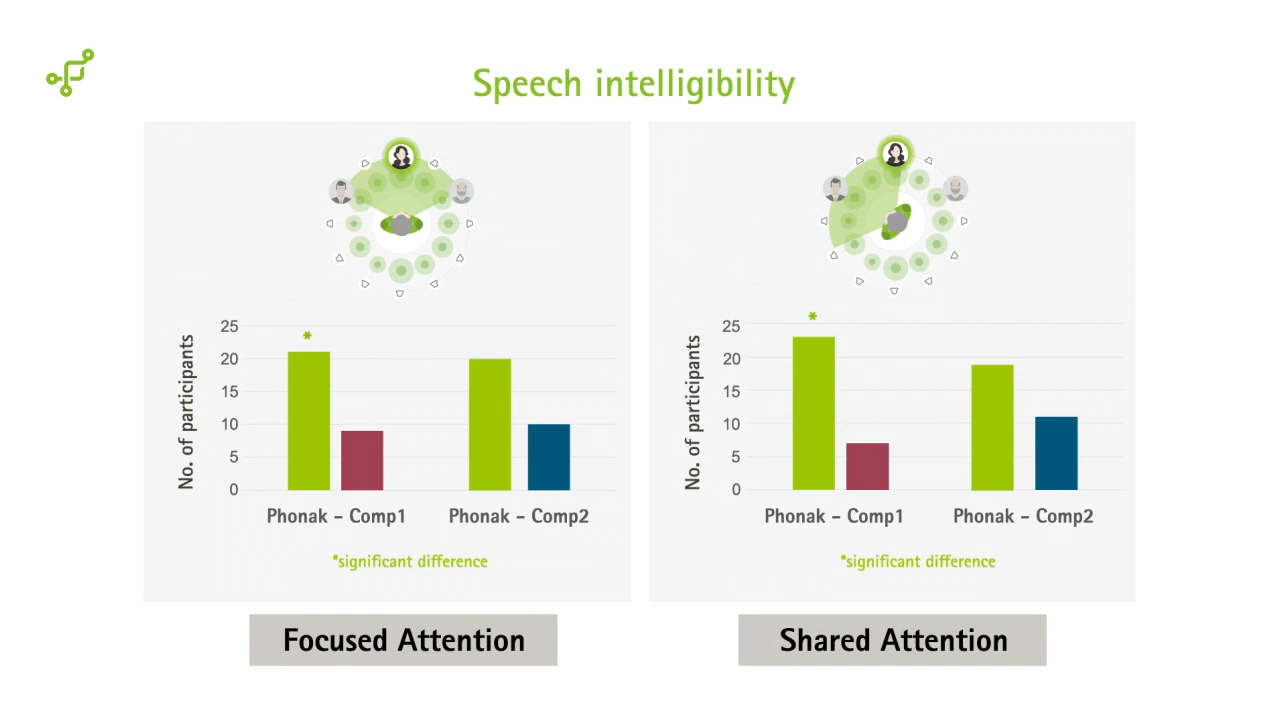 Speech intelligibility
*
25
20
15
10
5
0
No. of participants
Phonak - Comp1
Phonak - Comp2
*significant difference
Focused Attention
*
25
20
15
10
5
0
No. of participants
Phonak - Comp1
Phonak - Comp2
*significant difference
Shared Attention